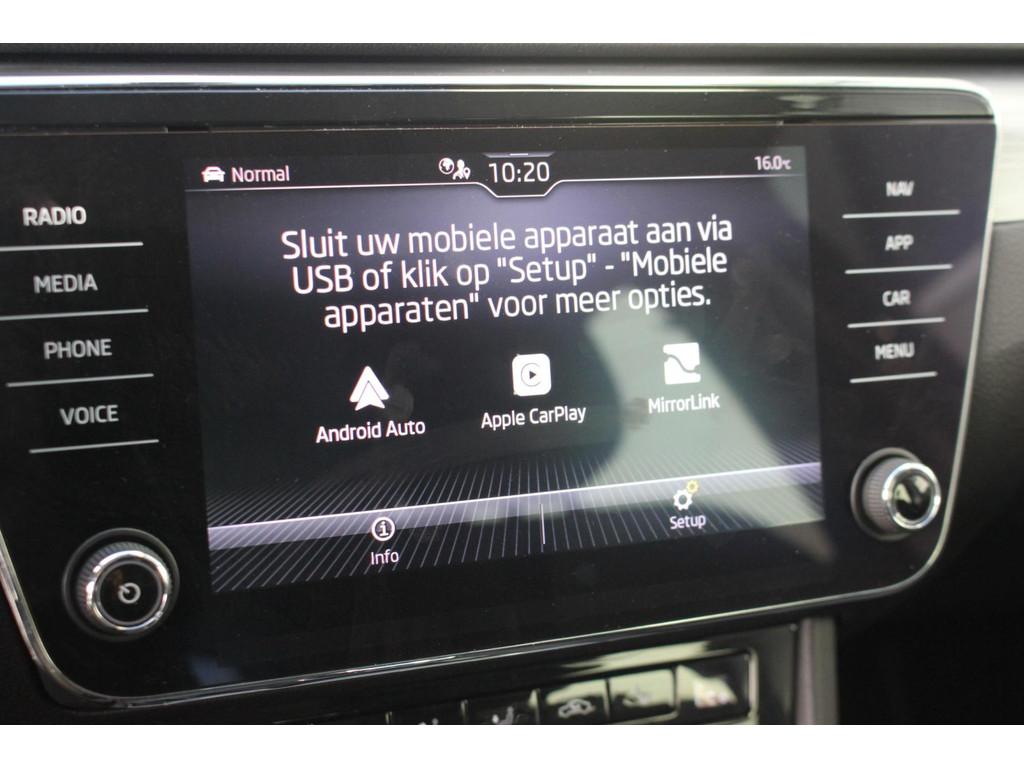 Normal
10:20
16.0°C
RADIO
MEDIA
PHONE
VOICE
Sluit uw mobiele apparaat aan via
USB of klik op "Setup" - "Mobiele
apparaten" voor meer opties.
Android Auto
Apple CarPlay
MirrorLink
Info
Setup
NAV
APP
CAR
MENU